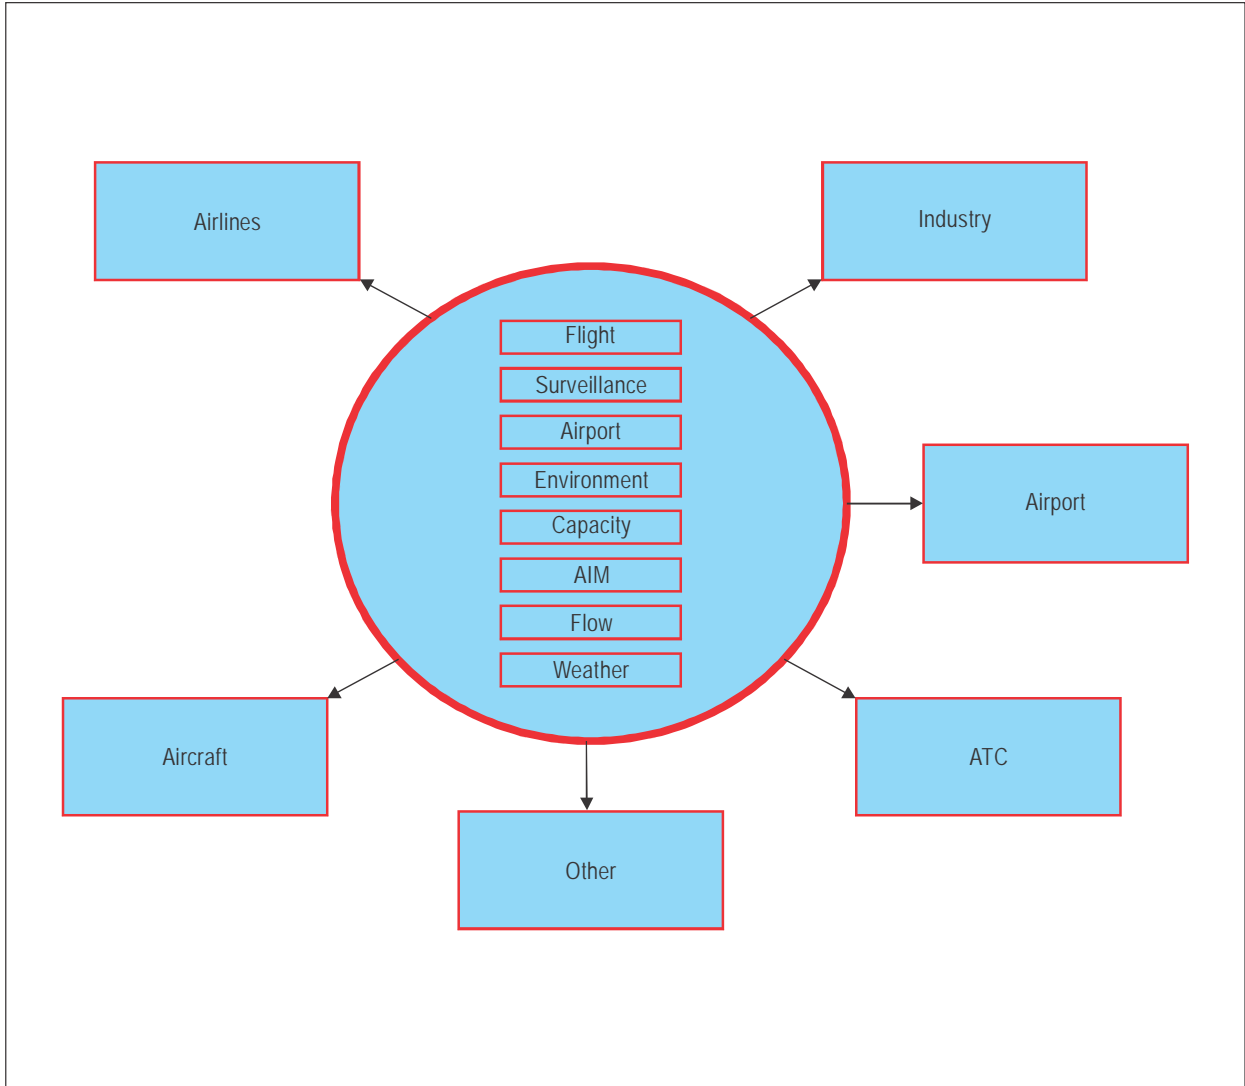 Airlines
Industry
Flight
Surveillance
Airport
Environment
Capacity
AIM
Flow
Weather
Airport
Aircraft
ATC
Other